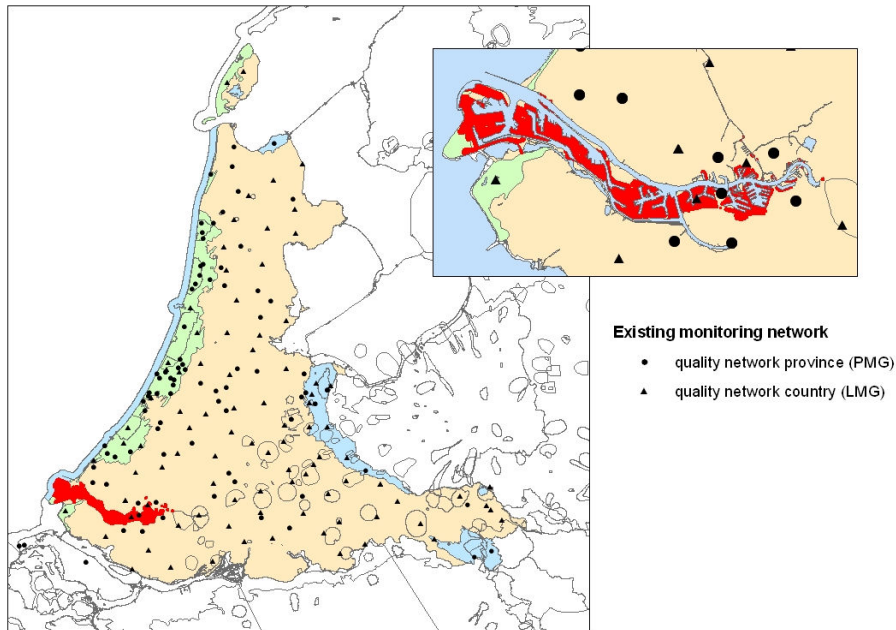 Existing monitoring network
quality network province (PMG)
quality network country (LMG)